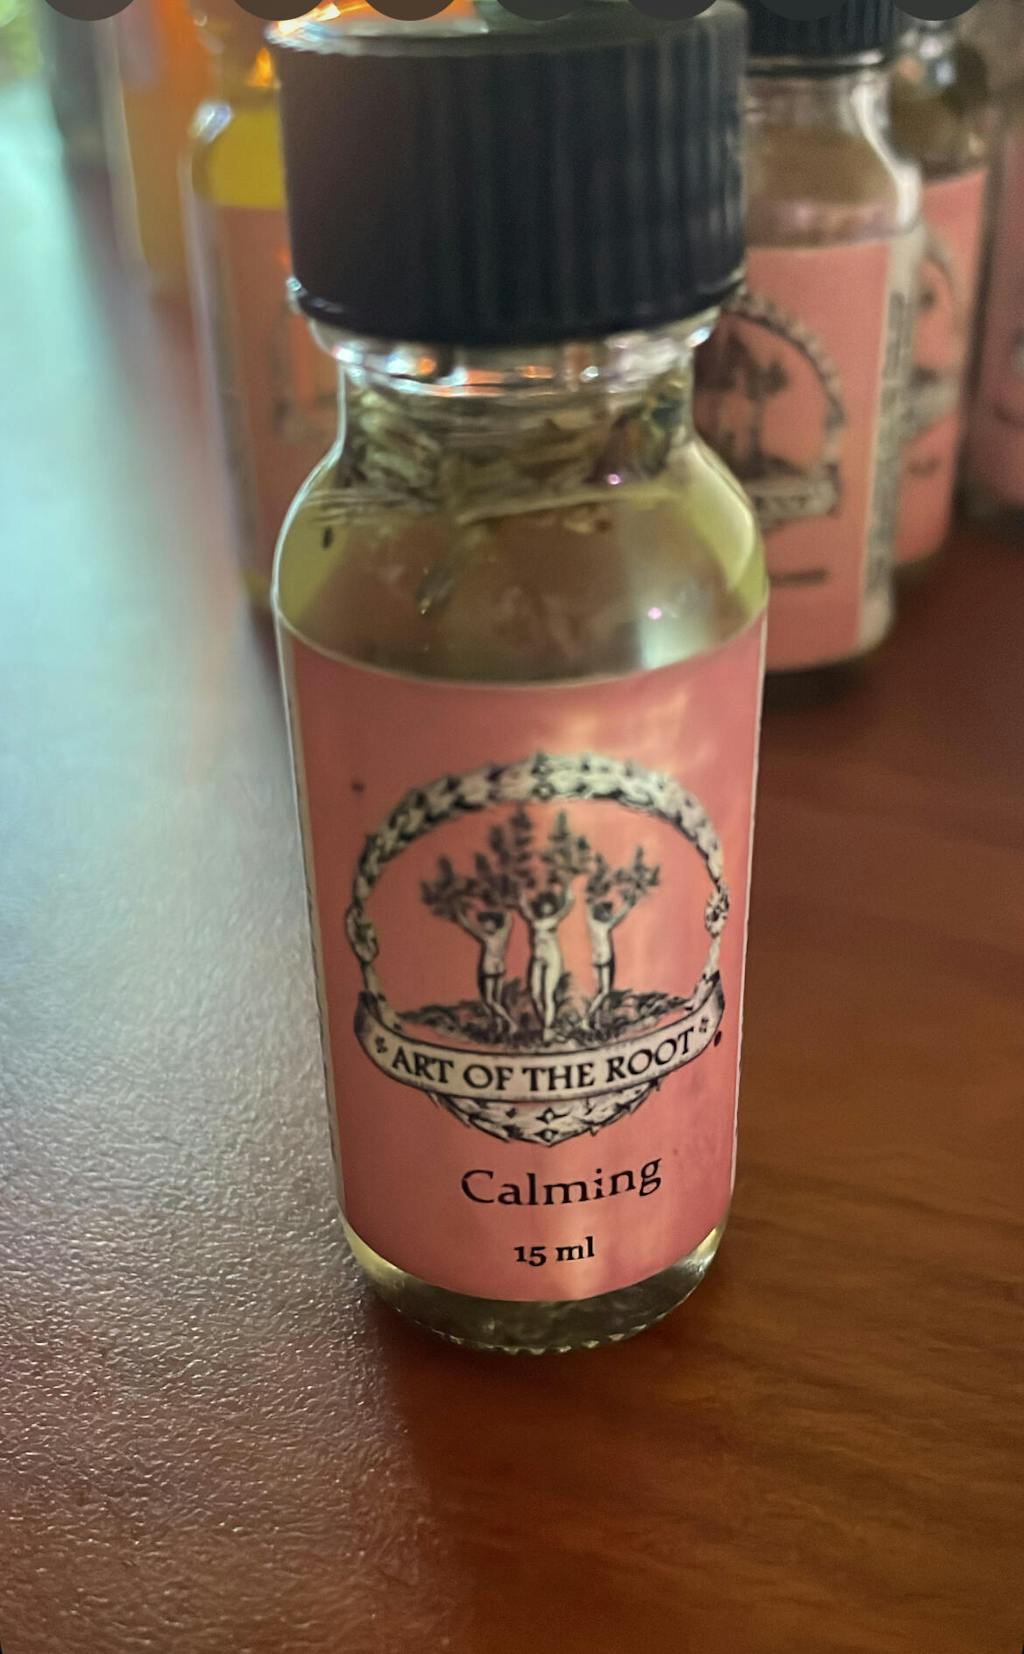 ART OF THE ROOT
Calming
15 ml